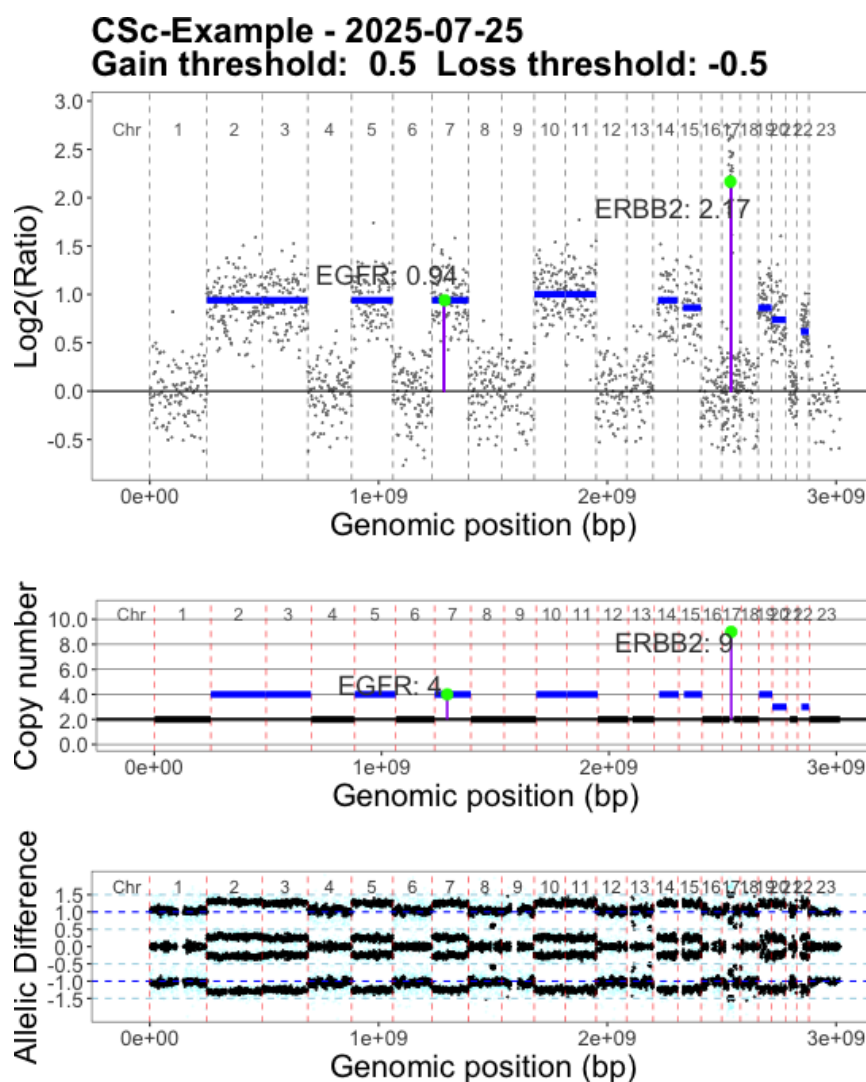 CSc-Example - 2025-07-25
Gain threshold:  0.5  Loss threshold: -0.5
Log2(Ratio)
3.0
2.5
2.0
1.5
1.0
0.5
0.0
-0.5
Chr 1 2 3 4 5 6 7 8 9 10 11 12 13 14 15 16 17 18 19 20 21 22 23
ERBB2: 2.17
EGFR: 0.94
0e+00 1e+09 2e+09 3e+09
Genomic position (bp)
Copy number
10.0
8.0
6.0
4.0
2.0
0.0
Chr 1 2 3 4 5 6 7 8 9 10 11 12 13 14 15 16 17 18 19 20 21 22 23
ERBB2: 9
EGFR: 4
0e+00 1e+09 2e+09 3e+09
Genomic position (bp)
Allelic Difference
1.5
1.0
0.5
0.0
-0.5
-1.0
-1.5
Chr 1 2 3 4 5 6 7 8 9 10 11 12 13 14 15 16 17 18 19 20 21 22 23
0e+00 1e+09 2e+09 3e+09
Genomic position (bp)